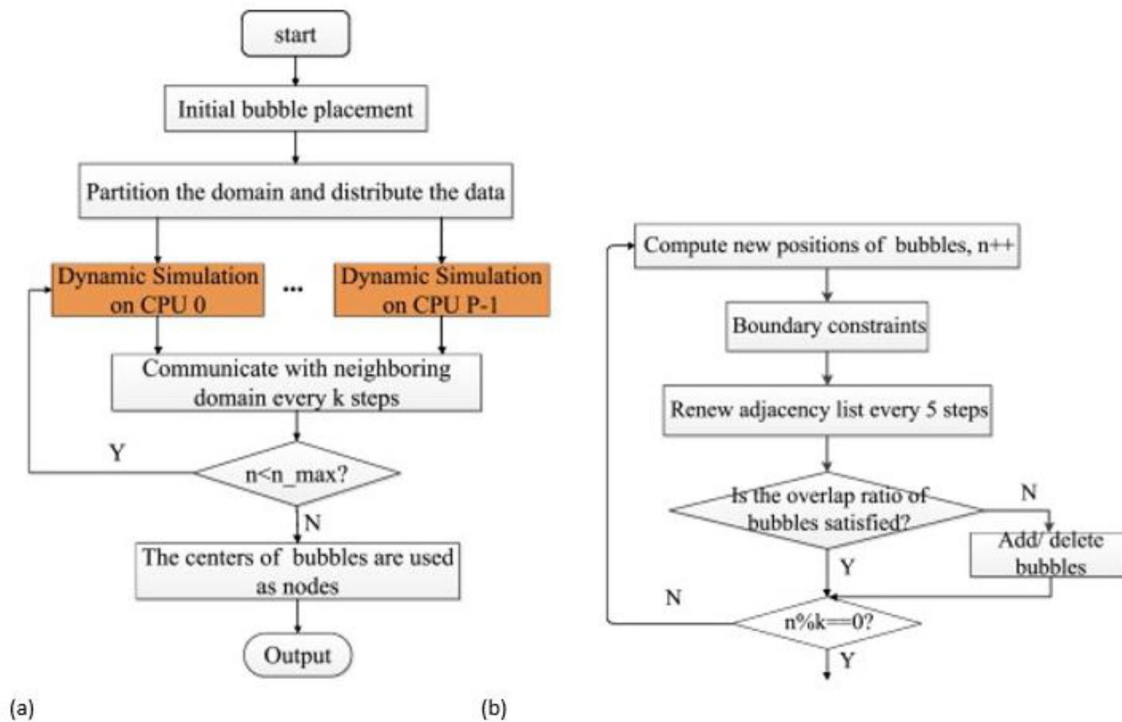 start
Initial bubble placement
Partition the domain and distribute the data
Dynamic Simulation
on CPU 0
...
Dynamic Simulation
on CPU P-1
Communicate with neighboring
domain every k steps
Y
n<n_max?
N
The centers of bubbles are used
as nodes
Output
(a)
Compute new positions of bubbles, n++
Boundary constraints
Renew adjacency list every 5 steps
Is the overlap ratio of
bubbles satisfied?
N
Add/ delete
bubbles
Y
N
n%k==0?
Y
(b)